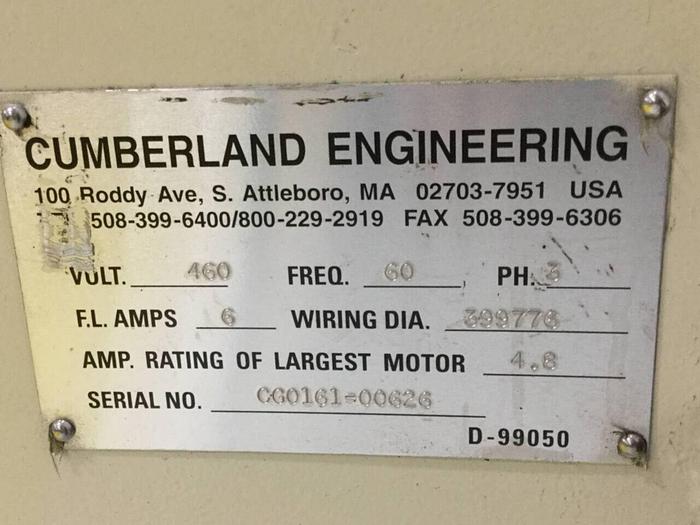 CUMBERLAND ENGINEERING
100 Roddy Ave, S. Attleboro, MA 02703-7951 USA
508-399-6400/800-229-2919 FAX 508-399-6306
VOLT. 460 FREQ. 60 PH. 3
F.L. AMPS 6 WIRING DIA. 399776
AMP. RATING OF LARGEST MOTOR 4.8
SERIAL NO. CG0161-00626
D-99050